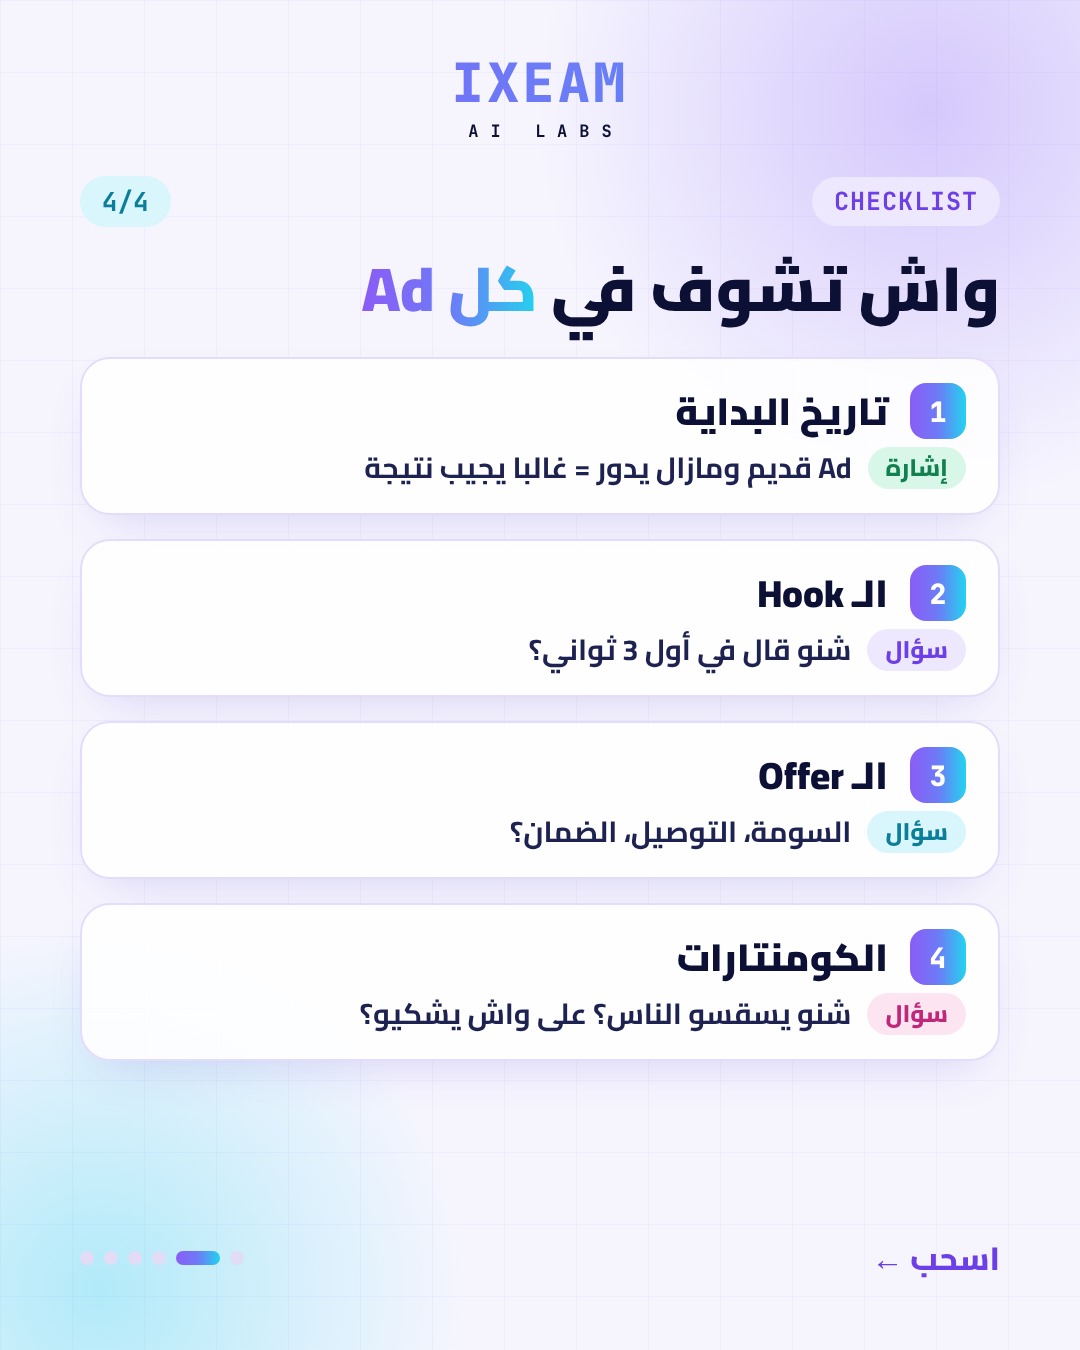 IXEAM
AI LABS
CHECKLIST
4/4
واش تشوف في كل Ad
1
تاريخ البداية
إشارة
Ad قديم ومازال يدور = غالبا يجيب نتيجة
2
الـ Hook
سؤال
شنو قال في أول 3 ثواني؟
3
الـ Offer
سؤال
السومة، التوصيل، الضمان؟
4
الكومنتارات
سؤال
شنو يسقسو الناس؟ على واش يشكيو؟
اسحب ←